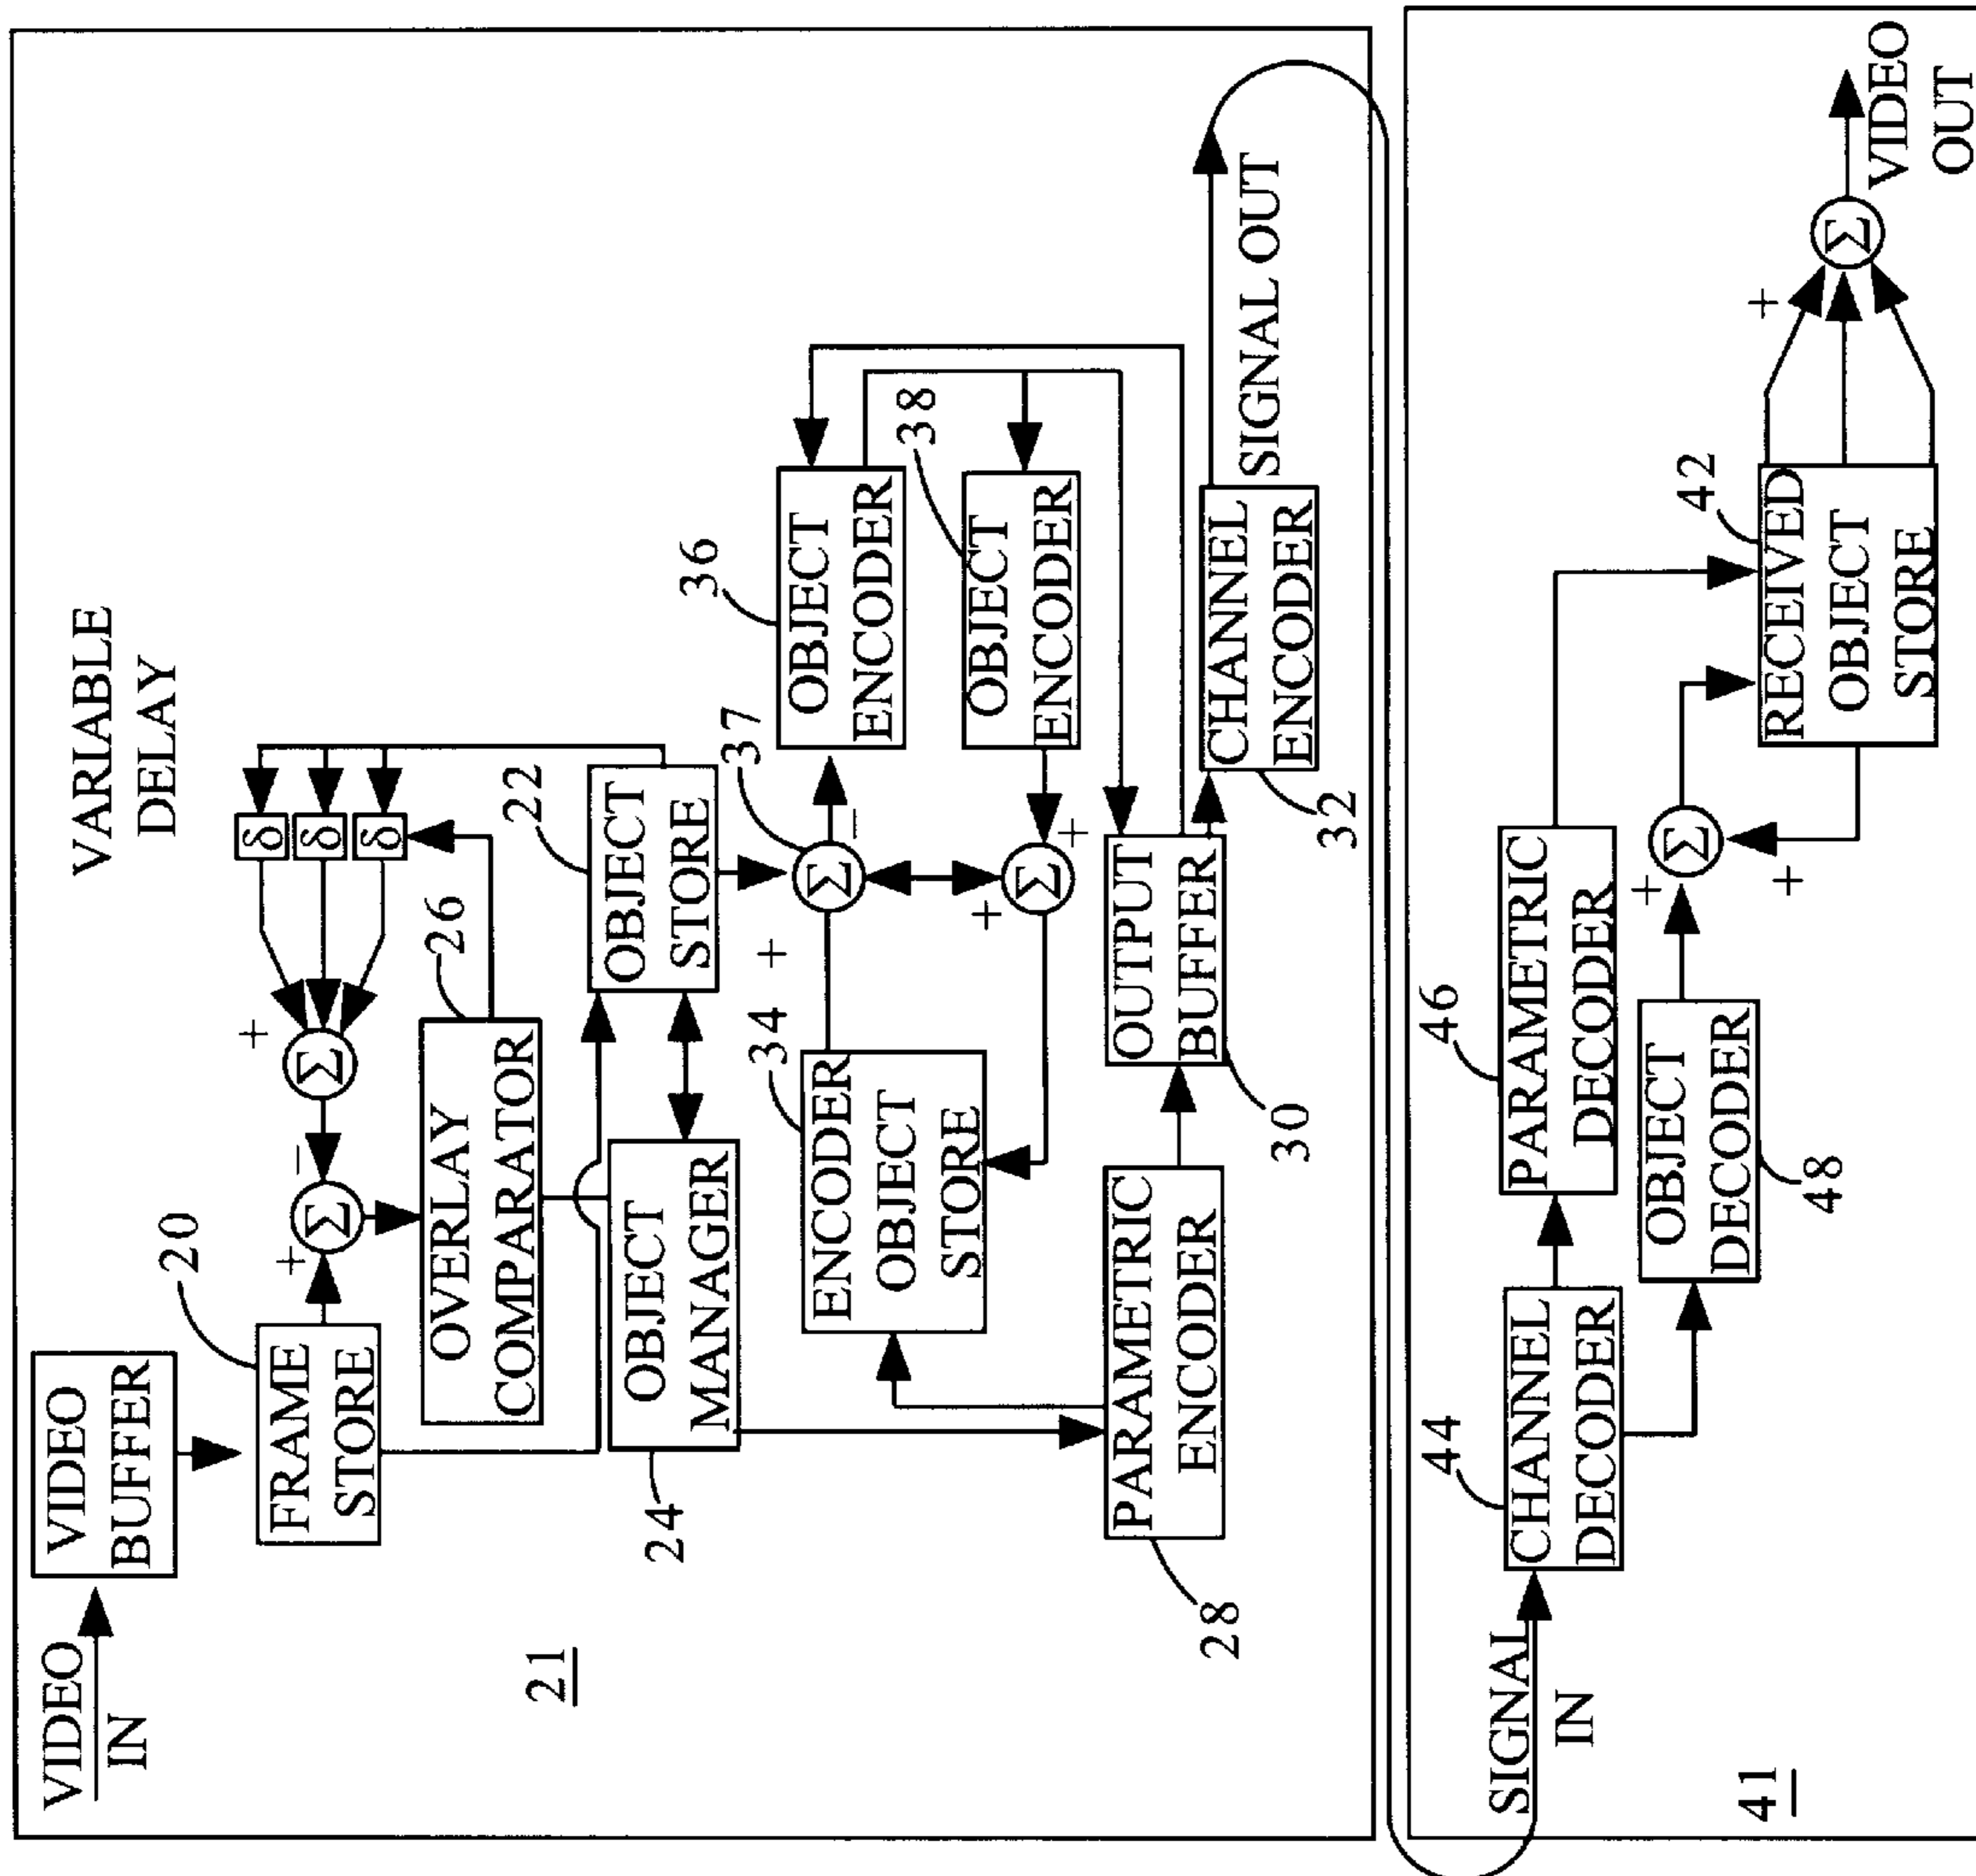 VIDEO
IN
VIDEO
BUFFER
20
FRAME
STORE
+
Σ
−
+
Σ
VARIABLE
DELAY
δ
δ
δ
OVERLAY
COMPARATOR
26
21
24
OBJECT
MANAGER
22
OBJECT
STORE
34
ENCODER
OBJECT
STORE
+
37
Σ
−
36
OBJECT
ENCODER
+
Σ
+
38
OBJECT
ENCODER
28
PARAMETRIC
ENCODER
30
OUTPUT
BUFFER
32
CHANNEL
ENCODER
SIGNAL OUT
SIGNAL
IN
41
44
CHANNEL
DECODER
46
PARAMETRIC
DECODER
48
OBJECT
DECODER
+
Σ
+
42
RECEIVED
OBJECT
STORE
+
Σ
VIDEO
OUT